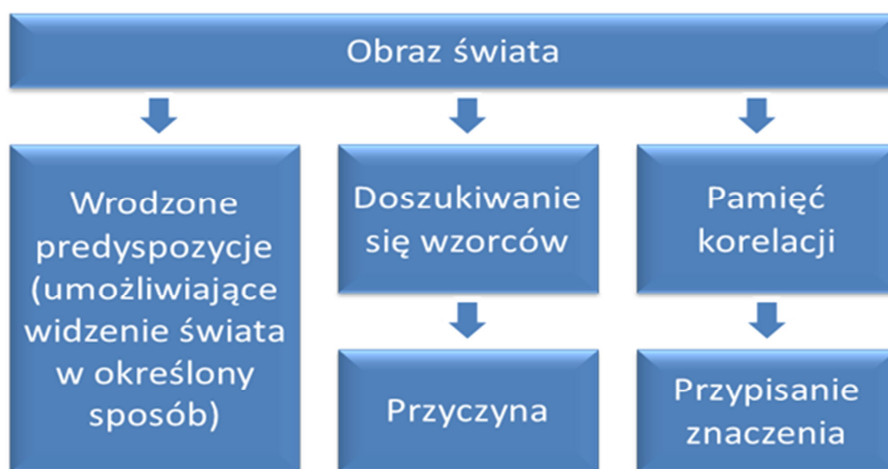 Obraz świata
Wrodzone
predyspozycje
(umożliwiające
widzenie świata
w określony
sposób)
Doszukiwanie
się wzorców
Pamięć
korelacji
Przyczyna
Przypisanie
znaczenia